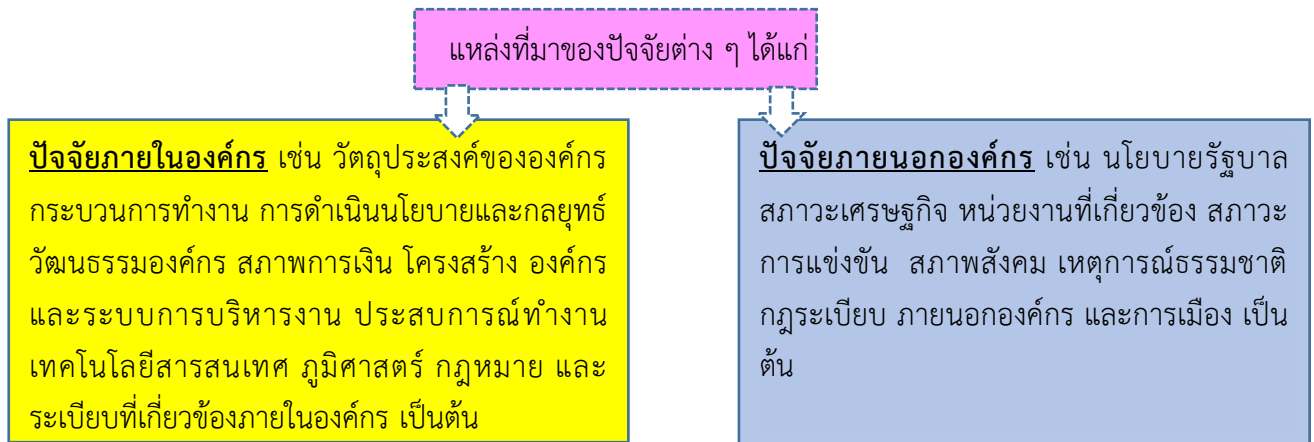 แหล่งที่มาของปัจจัยต่าง ๆ ได้แก่
ปัจจัยภายในองค์กร เช่น วัตถุประสงค์ขององค์กร
กระบวนการทำงาน การดำเนินนโยบายและกลยุทธ์
วัฒนธรรมองค์กร สภาพการเงิน โครงสร้าง องค์กร
และระบบการบริหารงาน ประสบการณ์ทำงาน
เทคโนโลยีสารสนเทศ ภูมิศาสตร์ กฎหมาย และ
ระเบียบที่เกี่ยวข้องภายในองค์กร เป็นต้น
ปัจจัยภายนอกองค์กร เช่น นโยบายรัฐบาล
สภาวะเศรษฐกิจ หน่วยงานที่เกี่ยวข้อง สภาวะ
การแข่งขัน สภาพสังคม เหตุการณ์ธรรมชาติ
กฎระเบียบ ภายนอกองค์กร และการเมือง เป็น
ต้น